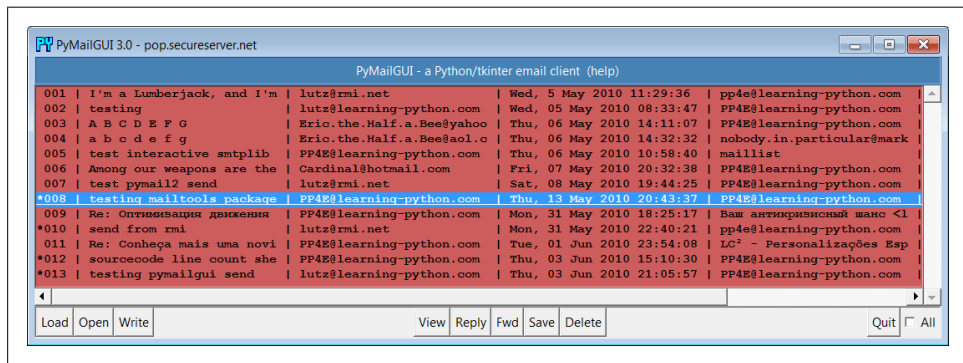 PY PyMailGUI 3.0 - pop.secureserver.net
PyMailGUI - a Python/tkinter email client (help)
001 | I'm a Lumberjack, and I'm | lutz@rmi.net | Wed, 5 May 2010 11:29:36 | pp4e@learning-python.com |
002 | testing | lutz@learning-python.com | Wed, 05 May 2010 08:33:47 | PP4E@learning-python.com |
003 | A B C D E F G | Eric.the.Half.a.Bee@yahoo | Thu, 06 May 2010 14:11:07 | PP4E@learning-python.com |
004 | a b c d e f g | Eric.the.Half.a.Bee@aol.c | Thu, 06 May 2010 14:32:32 | nobody.in.particular@mark |
005 | test interactive smtplib | PP4E@learning-python.com | Thu, 06 May 2010 10:58:40 | maillist |
006 | Among our weapons are the | Cardinal@hotmail.com | Fri, 07 May 2010 20:32:38 | PP4E@learning-python.com |
007 | test pymail2 send | lutz@rmi.net | Sat, 08 May 2010 19:44:25 | PP4E@learning-python.com |
*008 | testing mailtools package | PP4E@learning-python.com | Thu, 13 May 2010 20:43:37 | PP4E@learning-python.com |
009 | Re: Оптимизация движения | PP4E@learning-python.com | Mon, 31 May 2010 18:25:17 | Ваш антикризисный шанс <l |
*010 | send from rmi | lutz@rmi.net | Mon, 31 May 2010 22:40:21 | pp4e@learning-python.com |
011 | Re: Conheça mais uma novi | PP4E@learning-python.com | Tue, 01 Jun 2010 23:54:08 | LC² - Personalizações Esp |
*012 | sourcecode line count she | PP4E@learning-python.com | Thu, 03 Jun 2010 15:10:30 | PP4E@learning-python.com |
*013 | testing pymailgui send | lutz@learning-python.com | Thu, 03 Jun 2010 21:05:57 | PP4E@learning-python.com |
Load Open Write View Reply Fwd Save Delete Quit All